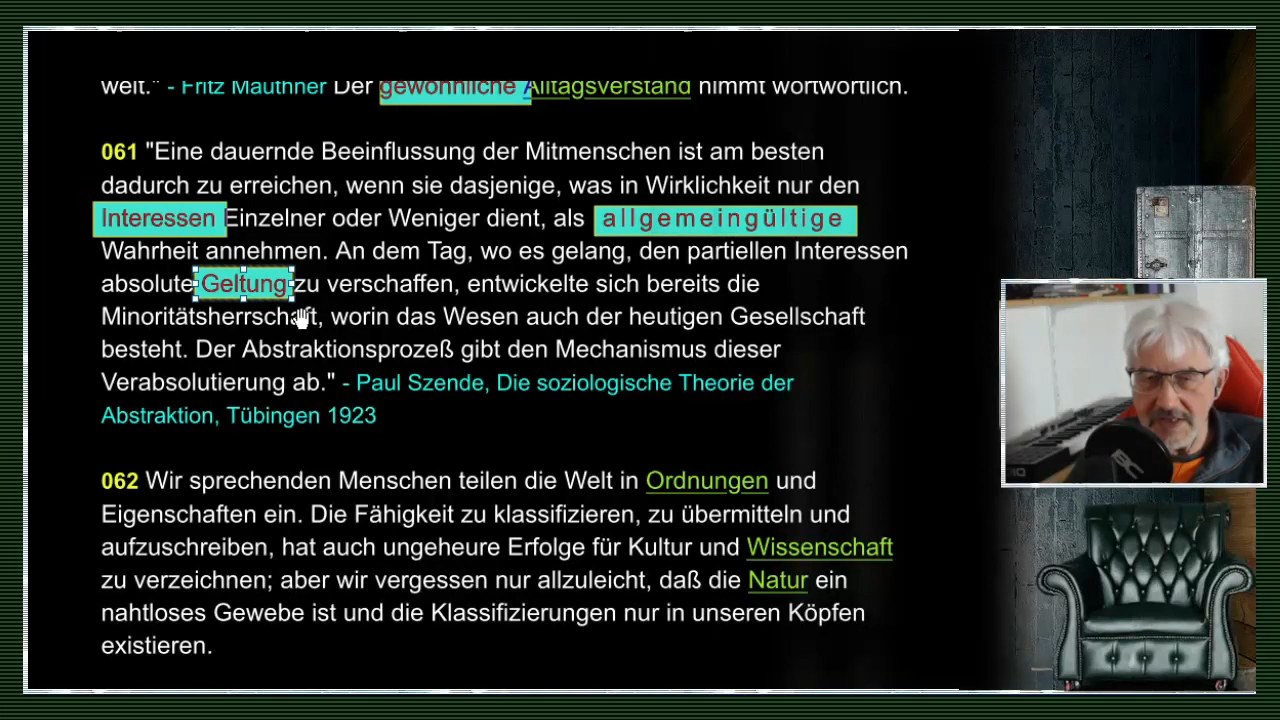 welt." - Fritz Mauthner Der gewöhnliche Alltagsverstand nimmt wortwörtlich.
061 "Eine dauernde Beeinflussung der Mitmenschen ist am besten
dadurch zu erreichen, wenn sie dasjenige, was in Wirklichkeit nur den
Interessen Einzelner oder Weniger dient, als allgemeingültige
Wahrheit annehmen. An dem Tag, wo es gelang, den partiellen Interessen
absolute Geltung zu verschaffen, entwickelte sich bereits die
Minoritätsherrschaft, worin das Wesen auch der heutigen Gesellschaft
besteht. Der Abstraktionsprozeß gibt den Mechanismus dieser
Verabsolutierung ab." - Paul Szende, Die soziologische Theorie der
Abstraktion, Tübingen 1923
062 Wir sprechenden Menschen teilen die Welt in Ordnungen und
Eigenschaften ein. Die Fähigkeit zu klassifizieren, zu übermitteln und
aufzuschreiben, hat auch ungeheure Erfolge für Kultur und Wissenschaft
zu verzeichnen; aber wir vergessen nur allzuleicht, daß die Natur ein
nahtloses Gewebe ist und die Klassifizierungen nur in unseren Köpfen
existieren.